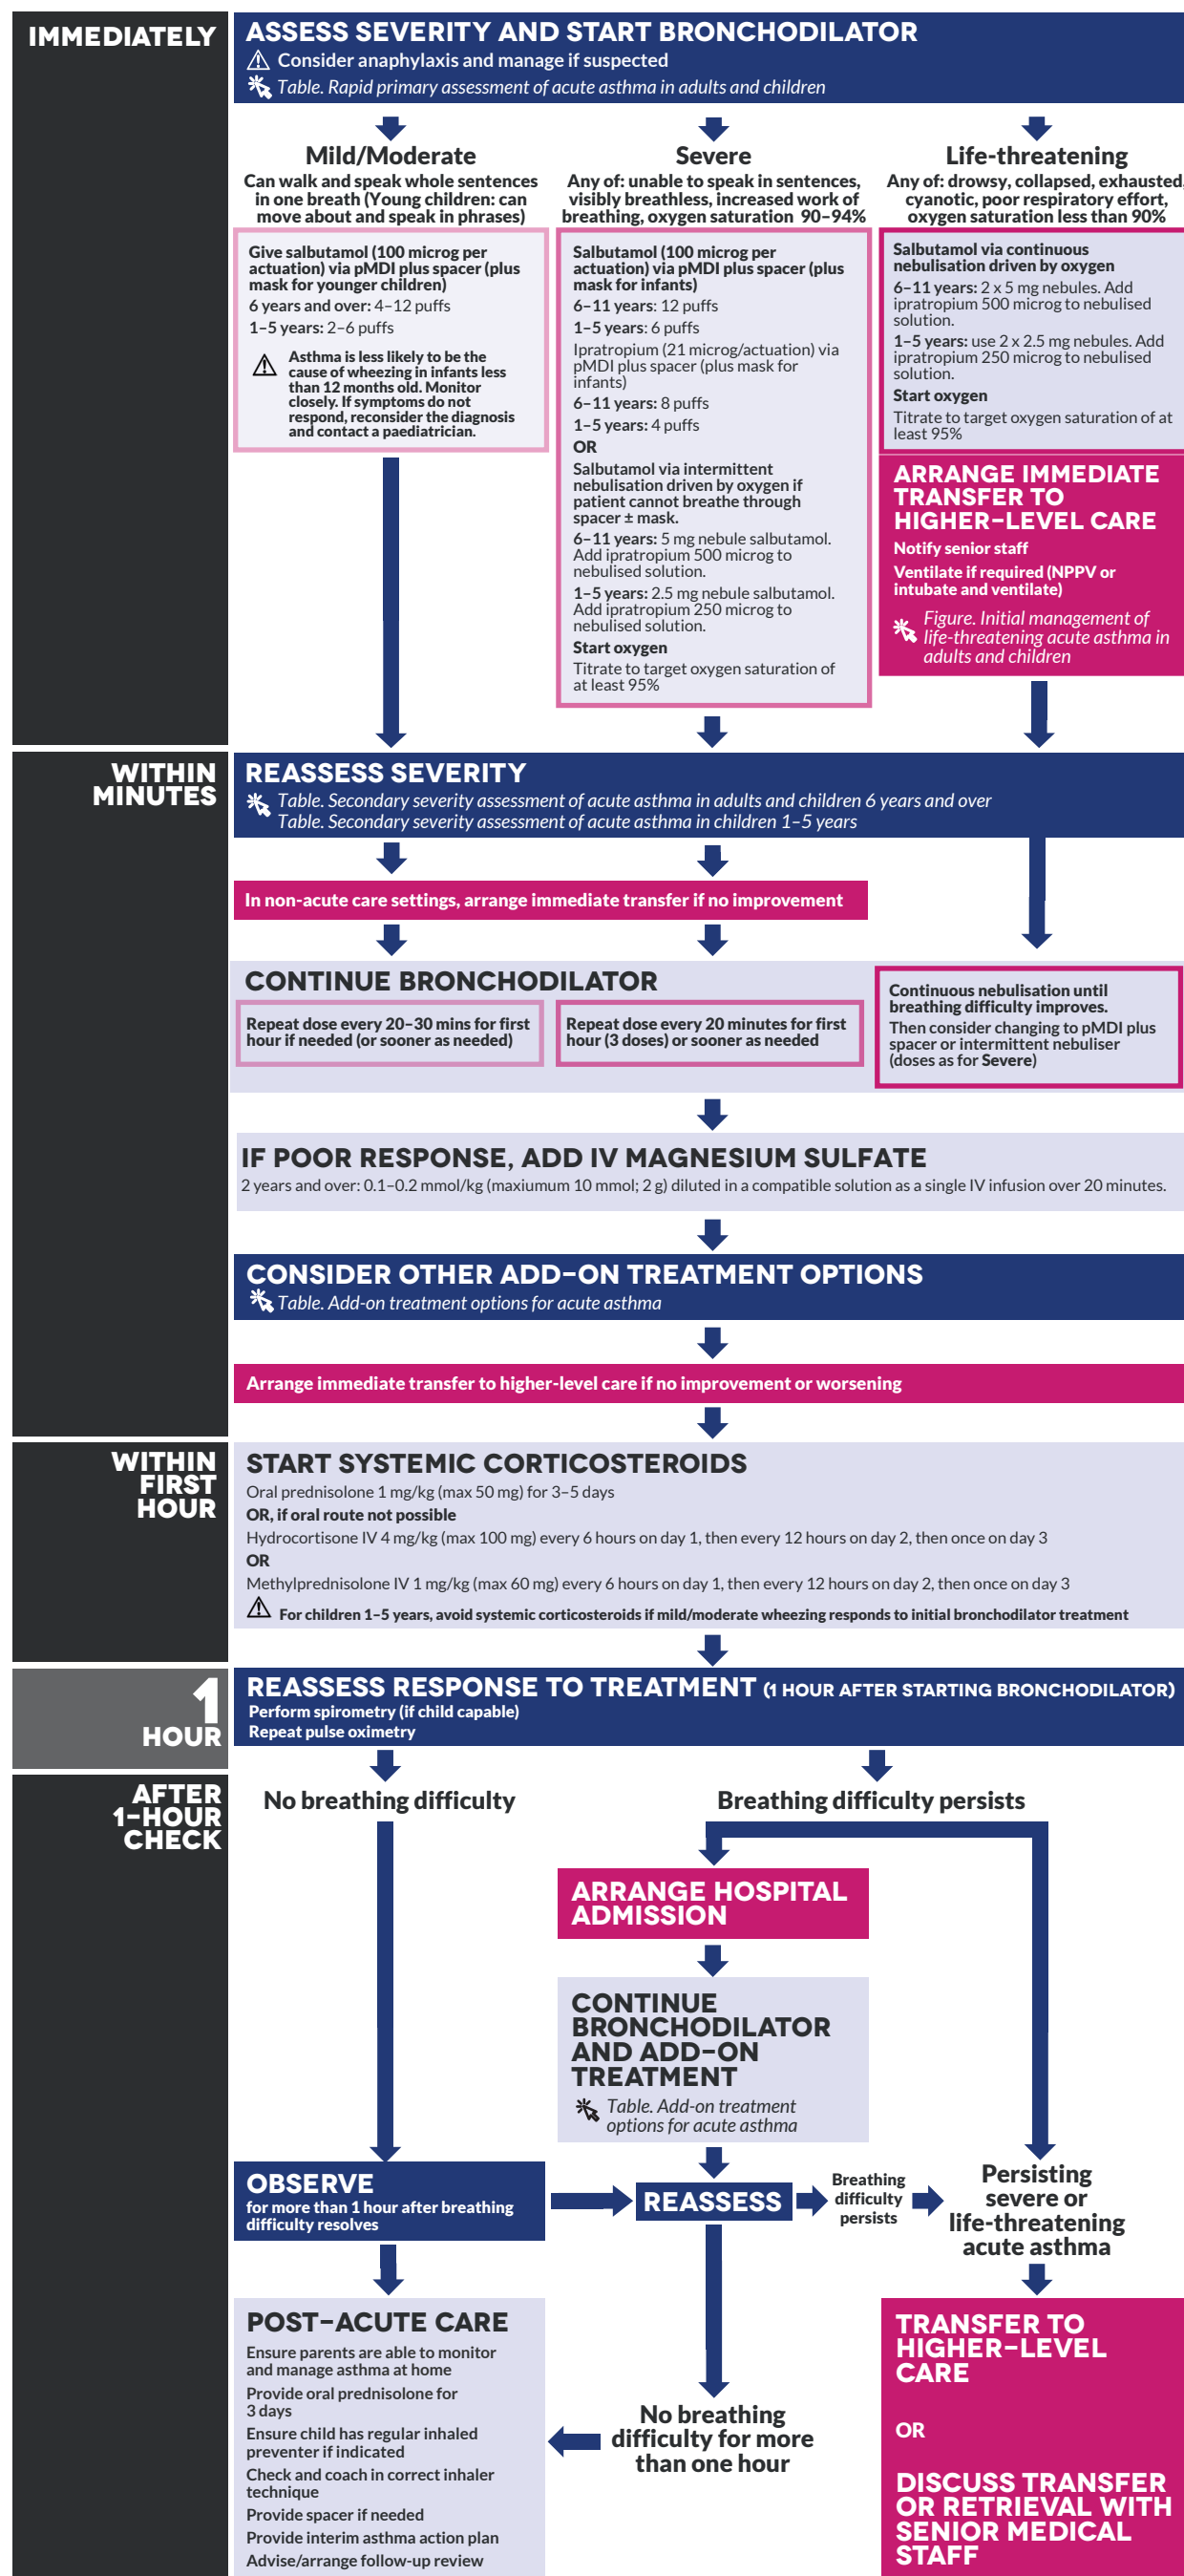 IMMEDIATELY
ASSESS SEVERITY AND START BRONCHODILATOR
Consider anaphylaxis and manage if suspected
Table. Rapid primary assessment of acute asthma in adults and children
Mild/Moderate
Can walk and speak whole sentences
in one breath (Young children: can
move about and speak in phrases)
Give salbutamol (100 microg per
actuation) via pMDI plus spacer (plus
mask for younger children)
6 years and over: 4–12 puffs
1–5 years: 2–6 puffs
Asthma is less likely to be the
cause of wheezing in infants less
than 12 months old. Monitor
closely. If symptoms do not
respond, reconsider the diagnosis
and contact a paediatrician.
Severe
Any of: unable to speak in sentences,
visibly breathless, increased work of
breathing, oxygen saturation 90–94%
Salbutamol (100 microg per
actuation) via pMDI plus spacer (plus
mask for infants)
6–11 years: 12 puffs
1–5 years: 6 puffs
Ipratropium (21 microg/actuation) via
pMDI plus spacer (plus mask for
infants)
6–11 years: 8 puffs
1–5 years: 4 puffs
OR
Salbutamol via intermittent
nebulisation driven by oxygen if
patient cannot breathe through
spacer ± mask.
6–11 years: 5 mg nebule salbutamol.
Add ipratropium 500 microg to
nebulised solution.
1–5 years: 2.5 mg nebule salbutamol.
Add ipratropium 250 microg to
nebulised solution.
Start oxygen
Titrate to target oxygen saturation of
at least 95%
Life-threatening
Any of: drowsy, collapsed, exhausted,
cyanotic, poor respiratory effort,
oxygen saturation less than 90%
Salbutamol via continuous
nebulisation driven by oxygen
6–11 years: 2 x 5 mg nebules. Add
ipratropium 500 microg to nebulised
solution.
1–5 years: use 2 x 2.5 mg nebules. Add
ipratropium 250 microg to nebulised
solution.
Start oxygen
Titrate to target oxygen saturation of at
least 95%
ARRANGE IMMEDIATE
TRANSFER TO
HIGHER–LEVEL CARE
Notify senior staff
Ventilate if required (NPPV or
intubate and ventilate)
Figure. Initial management of
life-threatening acute asthma in
adults and children
WITHIN
MINUTES
REASSESS SEVERITY
Table. Secondary severity assessment of acute asthma in adults and children 6 years and over
Table. Secondary severity assessment of acute asthma in children 1–5 years
In non-acute care settings, arrange immediate transfer if no improvement
CONTINUE BRONCHODILATOR
Repeat dose every 20–30 mins for first
hour if needed (or sooner as needed)
Repeat dose every 20 minutes for first
hour (3 doses) or sooner as needed
Continuous nebulisation until
breathing difficulty improves.
Then consider changing to pMDI plus
spacer or intermittent nebuliser
(doses as for Severe)
IF POOR RESPONSE, ADD IV MAGNESIUM SULFATE
2 years and over: 0.1–0.2 mmol/kg (maxiumum 10 mmol; 2 g) diluted in a compatible solution as a single IV infusion over 20 minutes.
CONSIDER OTHER ADD–ON TREATMENT OPTIONS
Table. Add-on treatment options for acute asthma
Arrange immediate transfer to higher-level care if no improvement or worsening
WITHIN
FIRST
HOUR
START SYSTEMIC CORTICOSTEROIDS
Oral prednisolone 1 mg/kg (max 50 mg) for 3–5 days
OR, if oral route not possible
Hydrocortisone IV 4 mg/kg (max 100 mg) every 6 hours on day 1, then every 12 hours on day 2, then once on day 3
OR
Methylprednisolone IV 1 mg/kg (max 60 mg) every 6 hours on day 1, then every 12 hours on day 2, then once on day 3
For children 1–5 years, avoid systemic corticosteroids if mild/moderate wheezing responds to initial bronchodilator treatment
1
HOUR
REASSESS RESPONSE TO TREATMENT (1 HOUR AFTER STARTING BRONCHODILATOR)
Perform spirometry (if child capable)
Repeat pulse oximetry
AFTER
1–HOUR
CHECK
No breathing difficulty
Breathing difficulty persists
ARRANGE HOSPITAL
ADMISSION
CONTINUE
BRONCHODILATOR
AND ADD–ON
TREATMENT
Table. Add-on treatment
options for acute asthma
OBSERVE
for more than 1 hour after breathing
difficulty resolves
REASSESS
Breathing
difficulty
persists
Persisting
severe or
life-threatening
acute asthma
POST–ACUTE CARE
Ensure parents are able to monitor
and manage asthma at home
Provide oral prednisolone for
3 days
Ensure child has regular inhaled
preventer if indicated
Check and coach in correct inhaler
technique
Provide spacer if needed
Provide interim asthma action plan
Advise/arrange follow-up review
No breathing
difficulty for more
than one hour
TRANSFER TO
HIGHER–LEVEL
CARE
OR
DISCUSS TRANSFER
OR RETRIEVAL WITH
SENIOR MEDICAL
STAFF